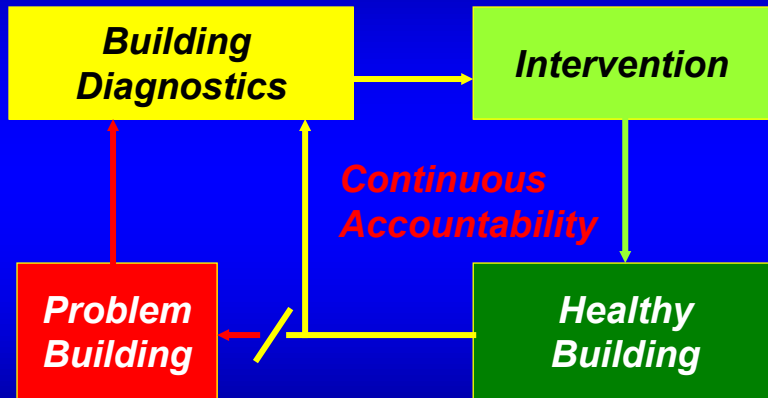 Building
Diagnostics
Intervention
Continuous
Accountability
Problem
Building
Healthy
Building